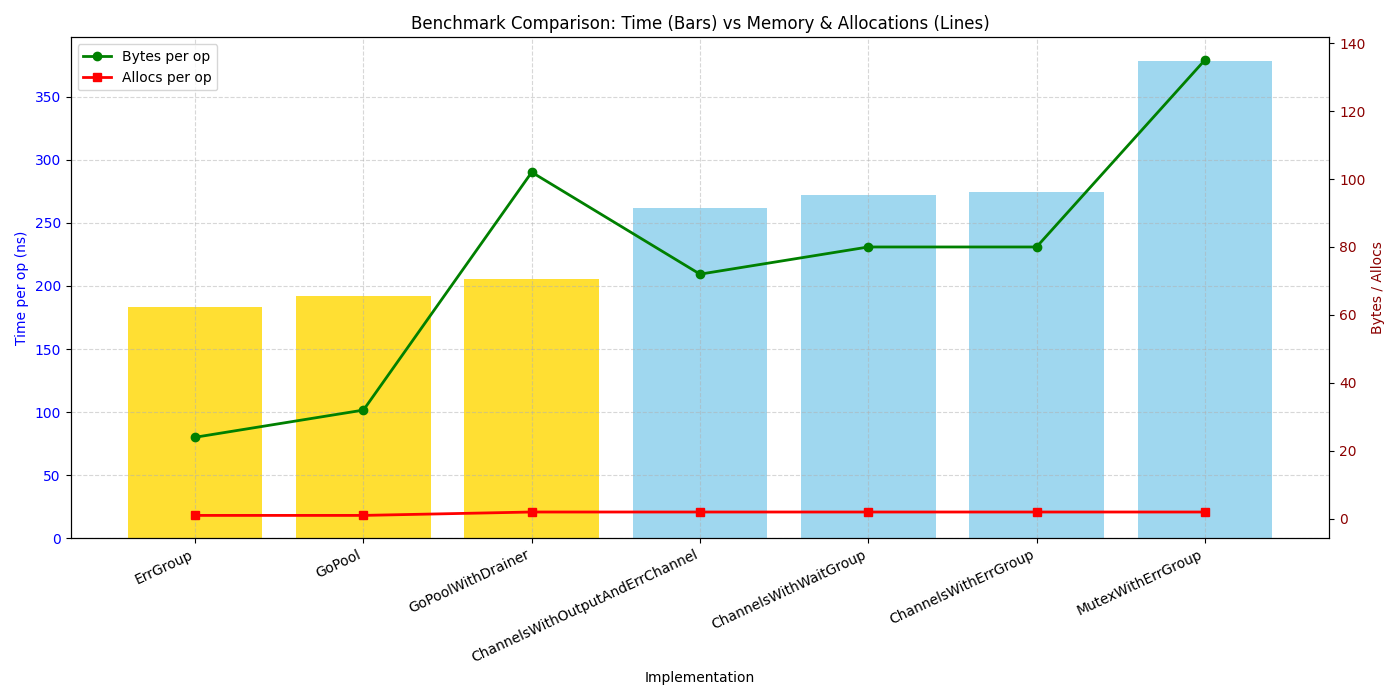 Benchmark Comparison: Time (Bars) vs Memory & Allocations (Lines)
Bytes per op
Allocs per op
Time per op (ns)
350
300
250
200
150
100
50
0
140
120
100
80
60
40
20
0
Bytes / Allocs
ErrGroup
GoPool
GoPoolWithDrainer
ChannelsWithOutputAndErrChannel
ChannelsWithWaitGroup
ChannelsWithErrGroup
MutexWithErrGroup
Implementation